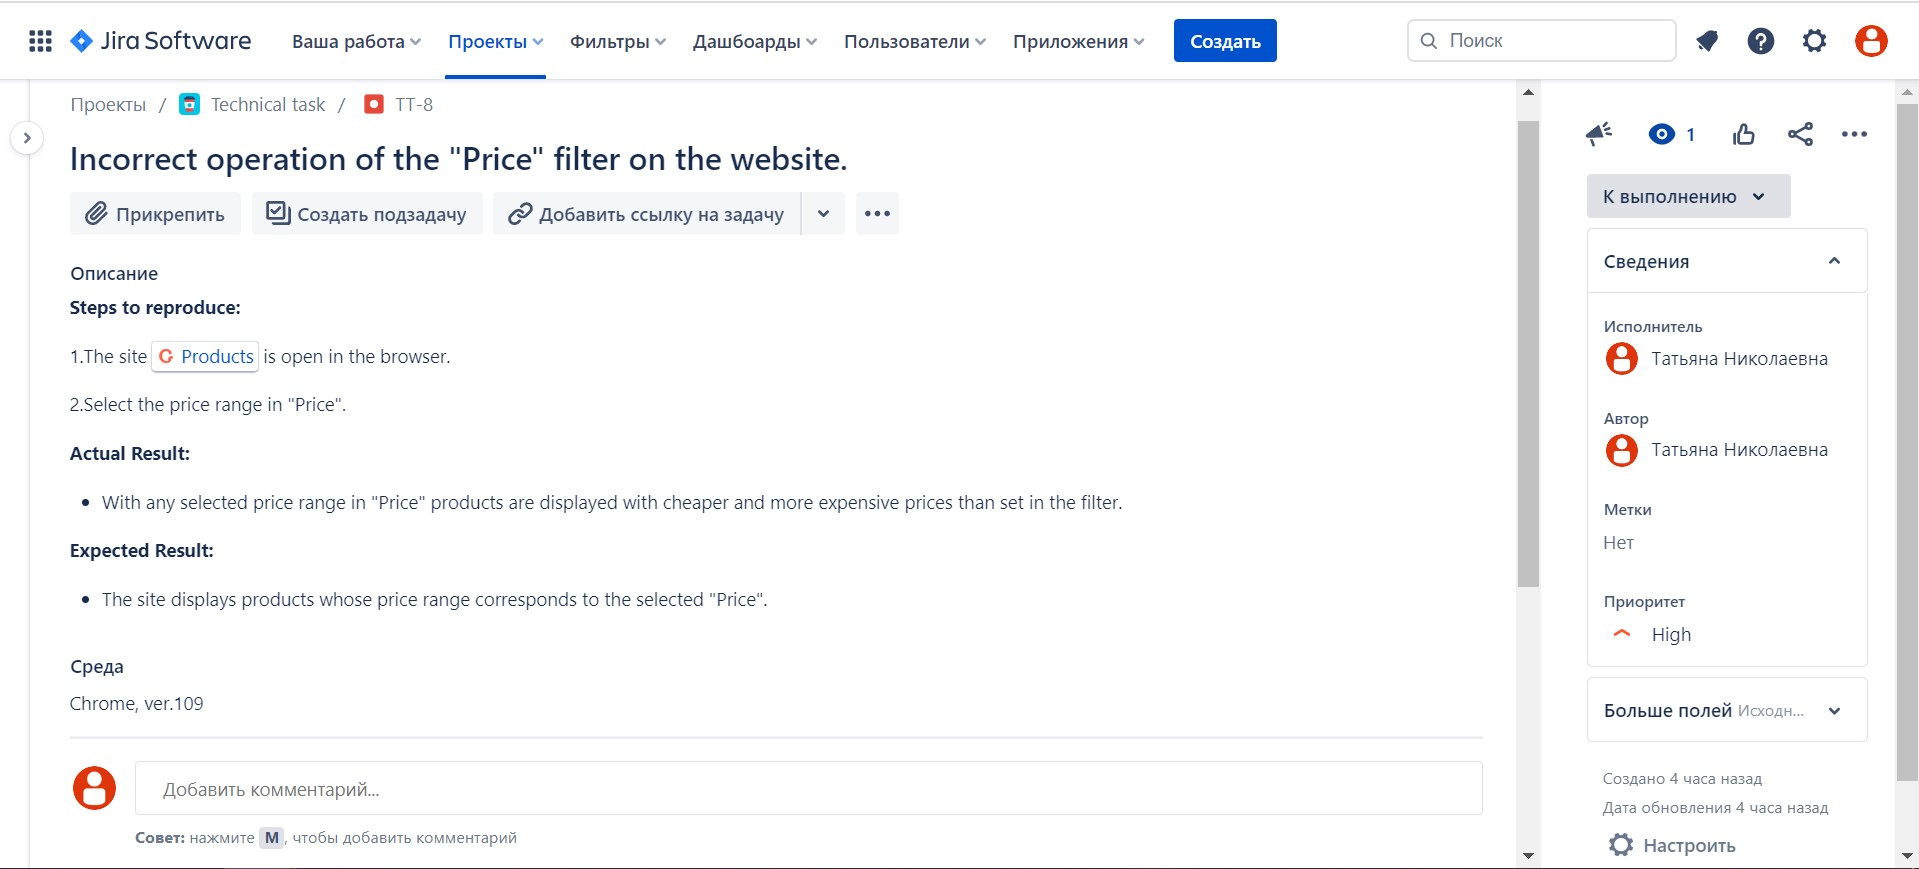 Jira Software Ваша работа Проекты Фильтры Дашборды Пользователи Приложения Создать Поиск
Проекты / Technical task / TT-8
Incorrect operation of the "Price" filter on the website.
Прикрепить Создать подзадачу Добавить ссылку на задачу
Описание
Steps to reproduce:
1.The site Products is open in the browser.
2.Select the price range in "Price".
Actual Result:
• With any selected price range in "Price" products are displayed with cheaper and more expensive prices than set in the filter.
Expected Result:
• The site displays products whose price range corresponds to the selected "Price".
Среда
Chrome, ver.109
Добавить комментарий...
Совет: нажмите M, чтобы добавить комментарий
1
К выполнению
Сведения
Исполнитель
Татьяна Николаевна
Автор
Татьяна Николаевна
Метки
Нет
Приоритет
High
Больше полей Исходн...
Создано 4 часа назад
Дата обновления 4 часа назад
Настроить